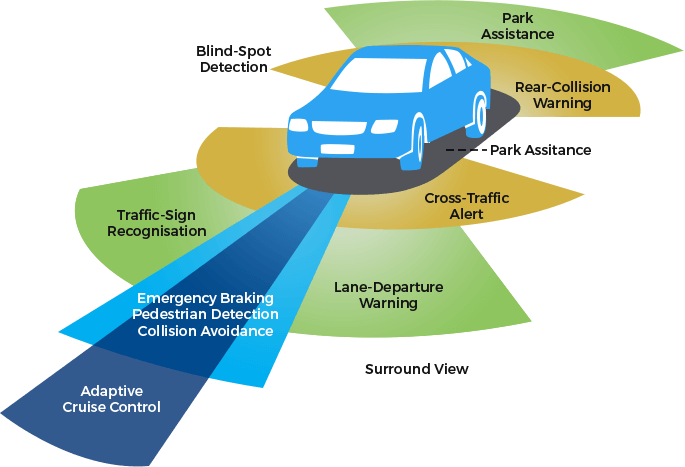 Park
Assistance
Blind-Spot
Detection
Rear-Collision
Warning
Park Assitance
Cross-Traffic
Alert
Traffic-Sign
Recognisation
Lane-Departure
Warning
Emergency Braking
Pedestrian Detection
Collision Avoidance
Surround View
Adaptive
Cruise Control